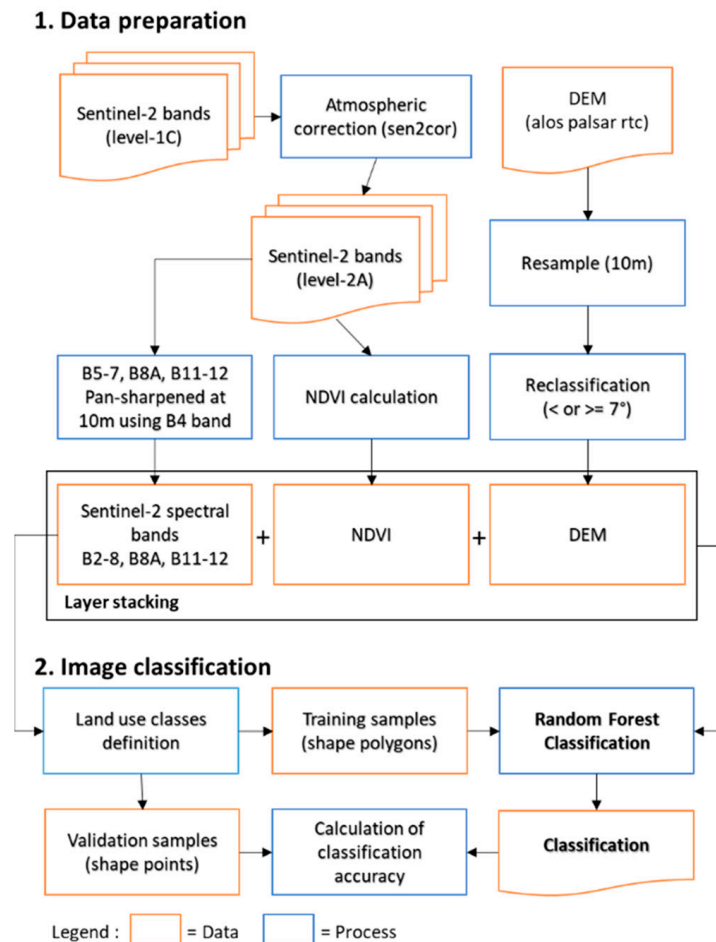 1. Data preparation
Sentinel-2 bands
(level-1C)
Atmospheric
correction (sen2cor)
DEM
(alos palsar rtc)
Sentinel-2 bands
(level-2A)
Resample (10m)
B5-7, B8A, B11-12
Pan-sharpened at
10m using B4 band
NDVI calculation
Reclassification
(< or >= 7°)
Sentinel-2 spectral
bands
B2-8, B8A, B11-12
+
NDVI
+
DEM
Layer stacking
2. Image classification
Land use classes
definition
Training samples
(shape polygons)
Random Forest
Classification
Validation samples
(shape points)
Calculation of
classification
accuracy
Classification
Legend : = Data = Process